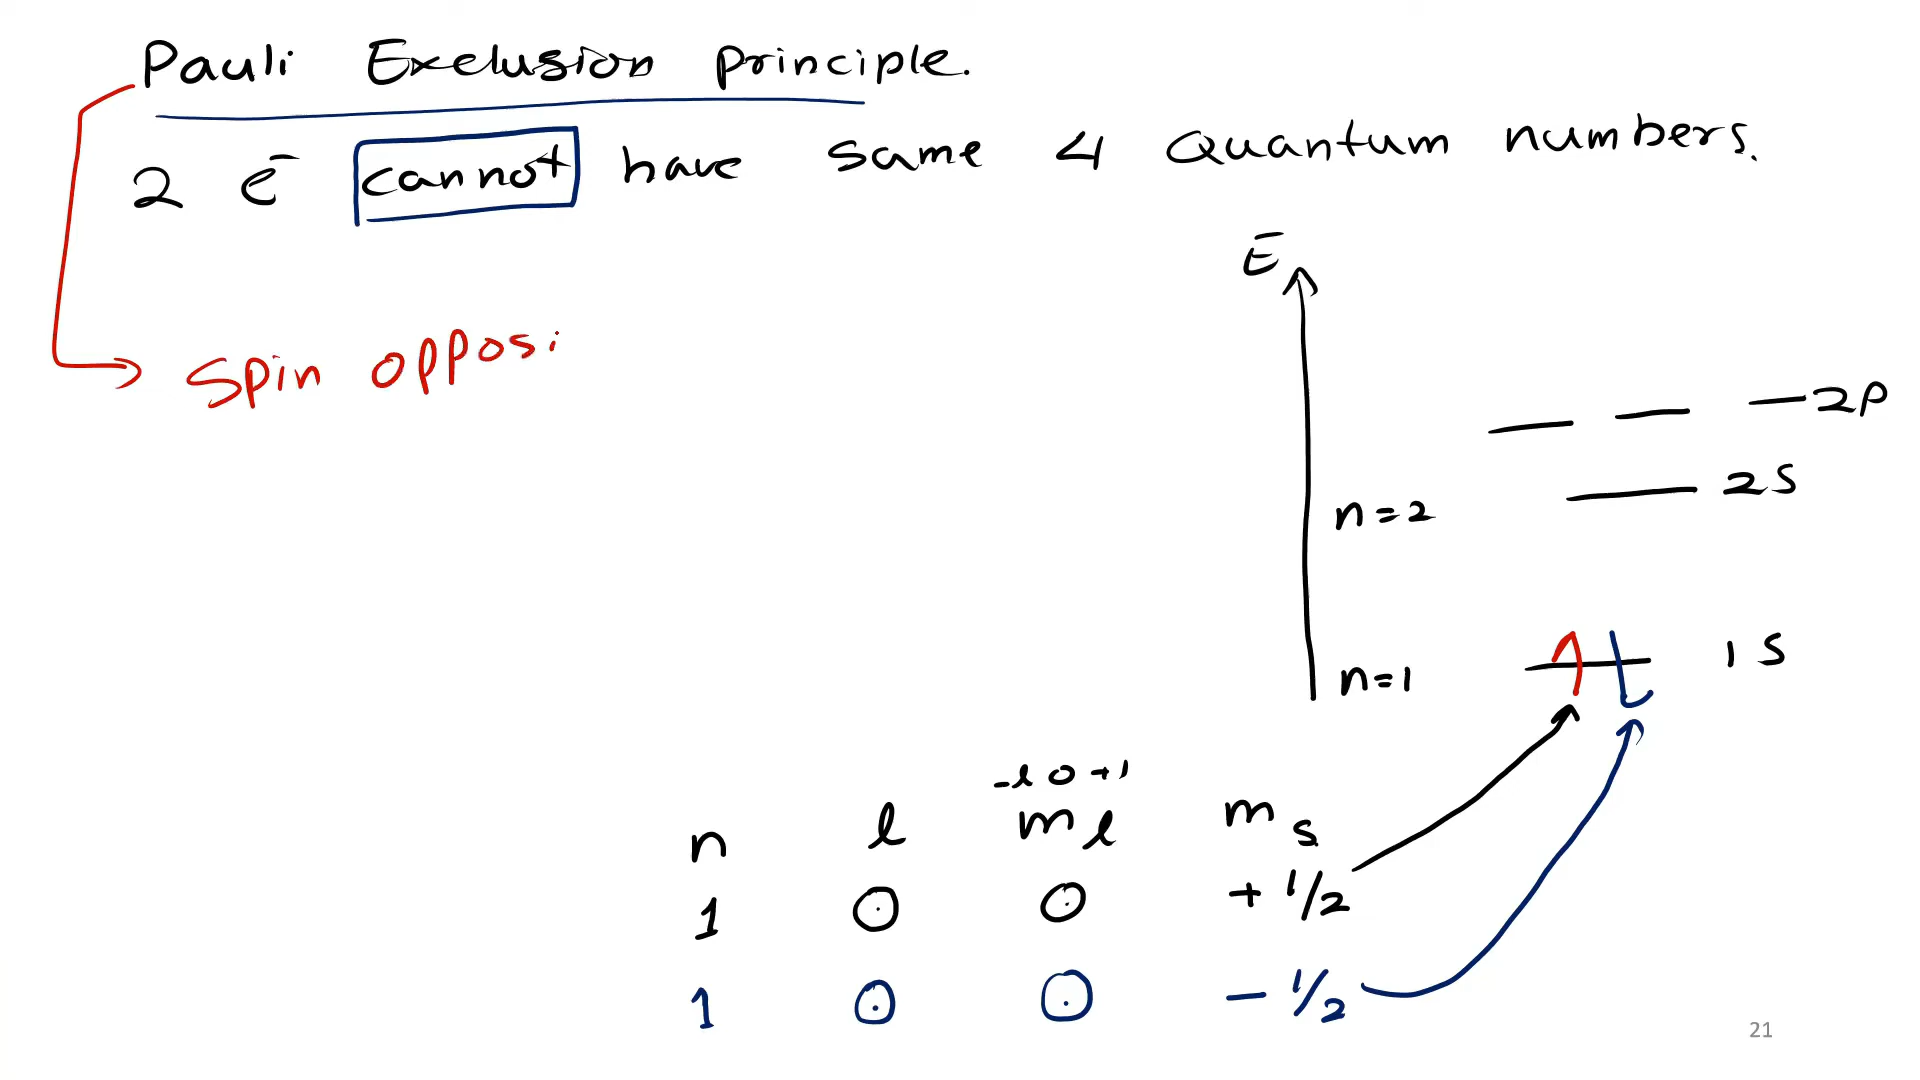 Pauli Exclusion principle.
2 e⁻ cannot have same 4 Quantum numbers.
E
Spin opposi
2p
2s
n=2
n=1
1s
-1 0 +1
n l ml ms
1 0 0 +1/2
1 0 0 -1/2
21